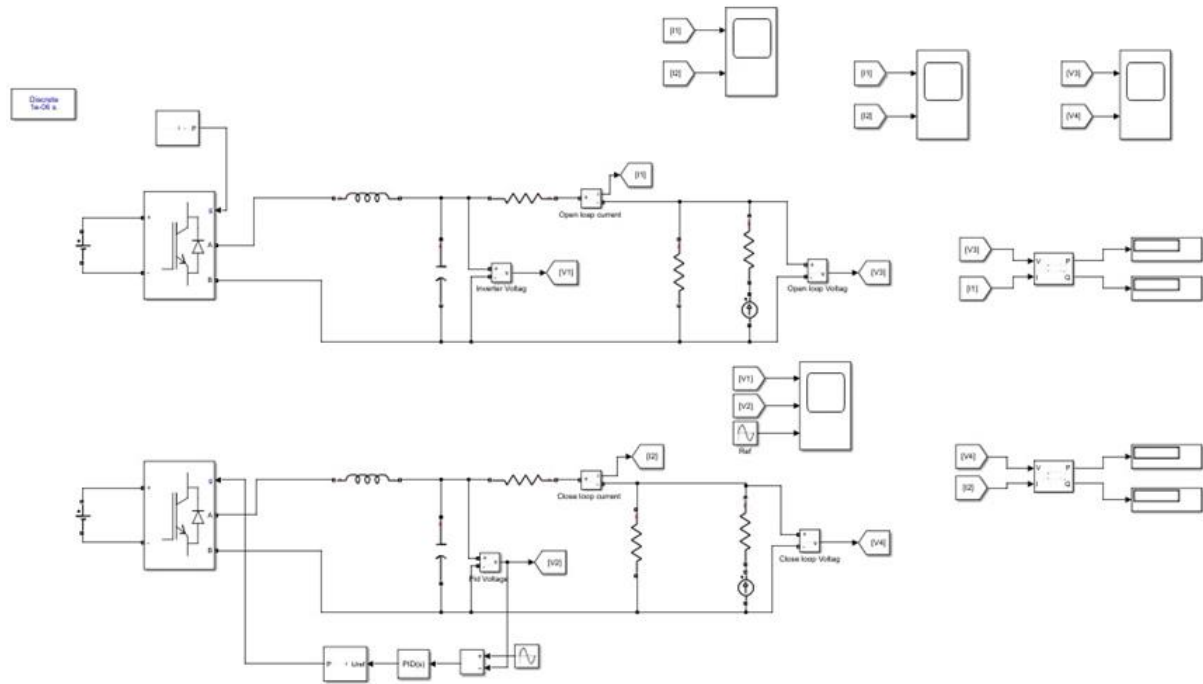 [I1]
[I2]
[I1]
[I2]
[V3]
[V4]
Discrete
1e-06 s.
P
g
+
-
A
B
[I1]
Open loap current
+
-
v
[V1]
Inverter Voltag
+
-
v
[V3]
Open loop Voltag
[V3]
[I1]
V
I
P
Q
[V1]
[V2]
Ref
g
+
-
A
B
[I2]
Close loop current
+
-
v
[V2]
Pid Voltage
+
-
v
[V4]
Close loop Voltag
[V4]
[I2]
V
I
P
Q
P
Uref
PID(s)
+
-